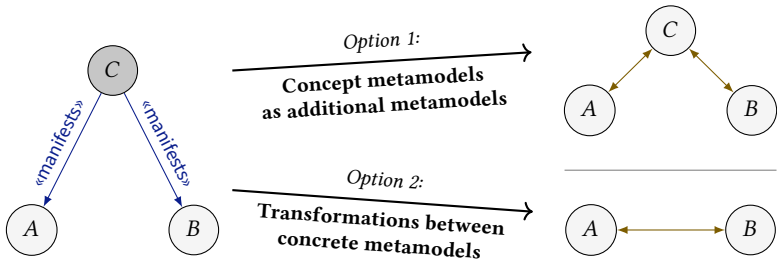 C
«manifests»
«manifests»
A
B
Option 1:
Concept metamodels
as additional metamodels
C
A
B
Option 2:
Transformations between
concrete metamodels
A
B